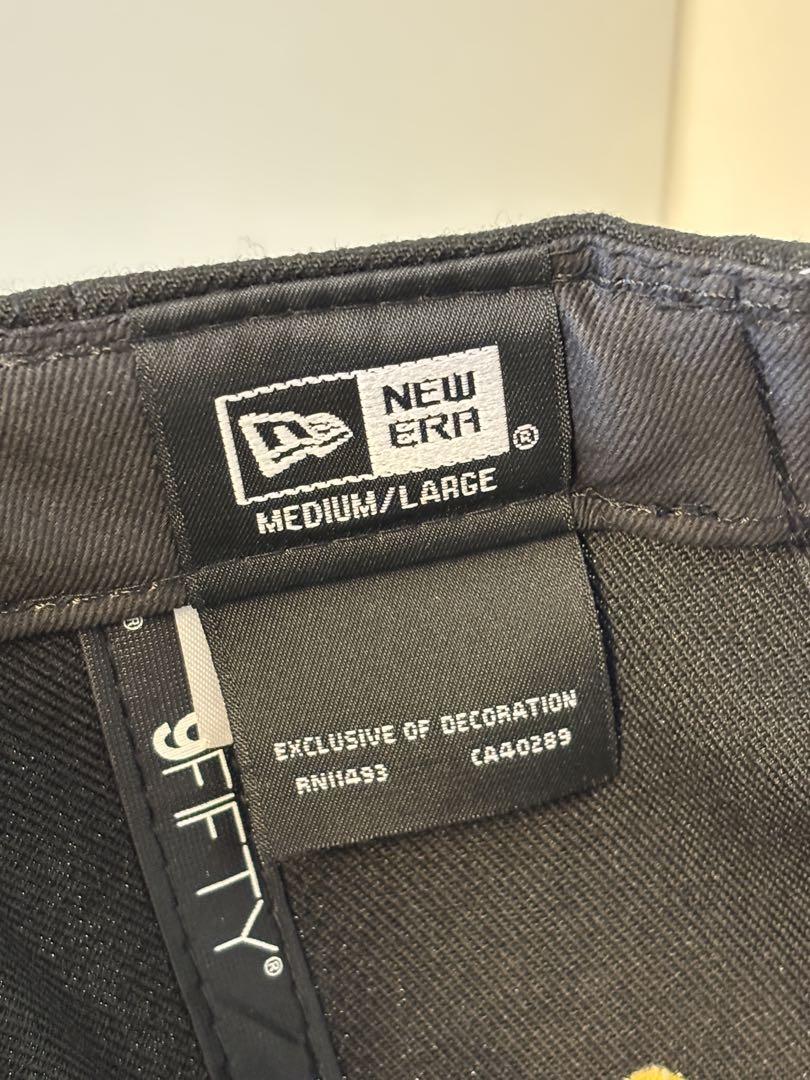 NEW
ERA
®
MEDIUM/LARGE
EXCLUSIVE OF DECORATION
RN11493 CA40289
®
9FIFTY®